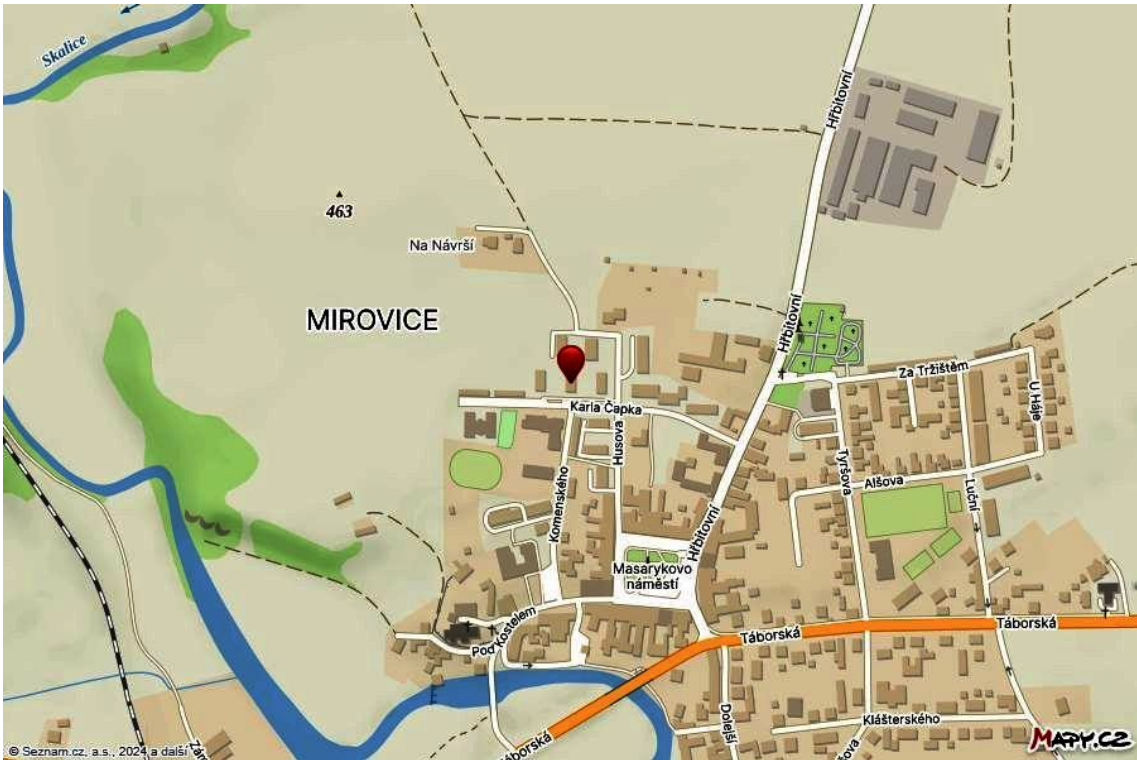 Skalice
Hřbitovní
463
Na Návrší
MIROVICE
Hřbitovní
Hřbitovní
Za Tržištěm
U Háje
Karla Čapka
Husova
Komenského
Tyršova
Alšova
Luční
Hřbitovní
Masarykovo
náměstí
Pod Kostelem
Táborská
Táborská
Dolejší
Klášterského
Táborská
© Seznam.cz, a.s., 2024 a další
MAPY.CZ